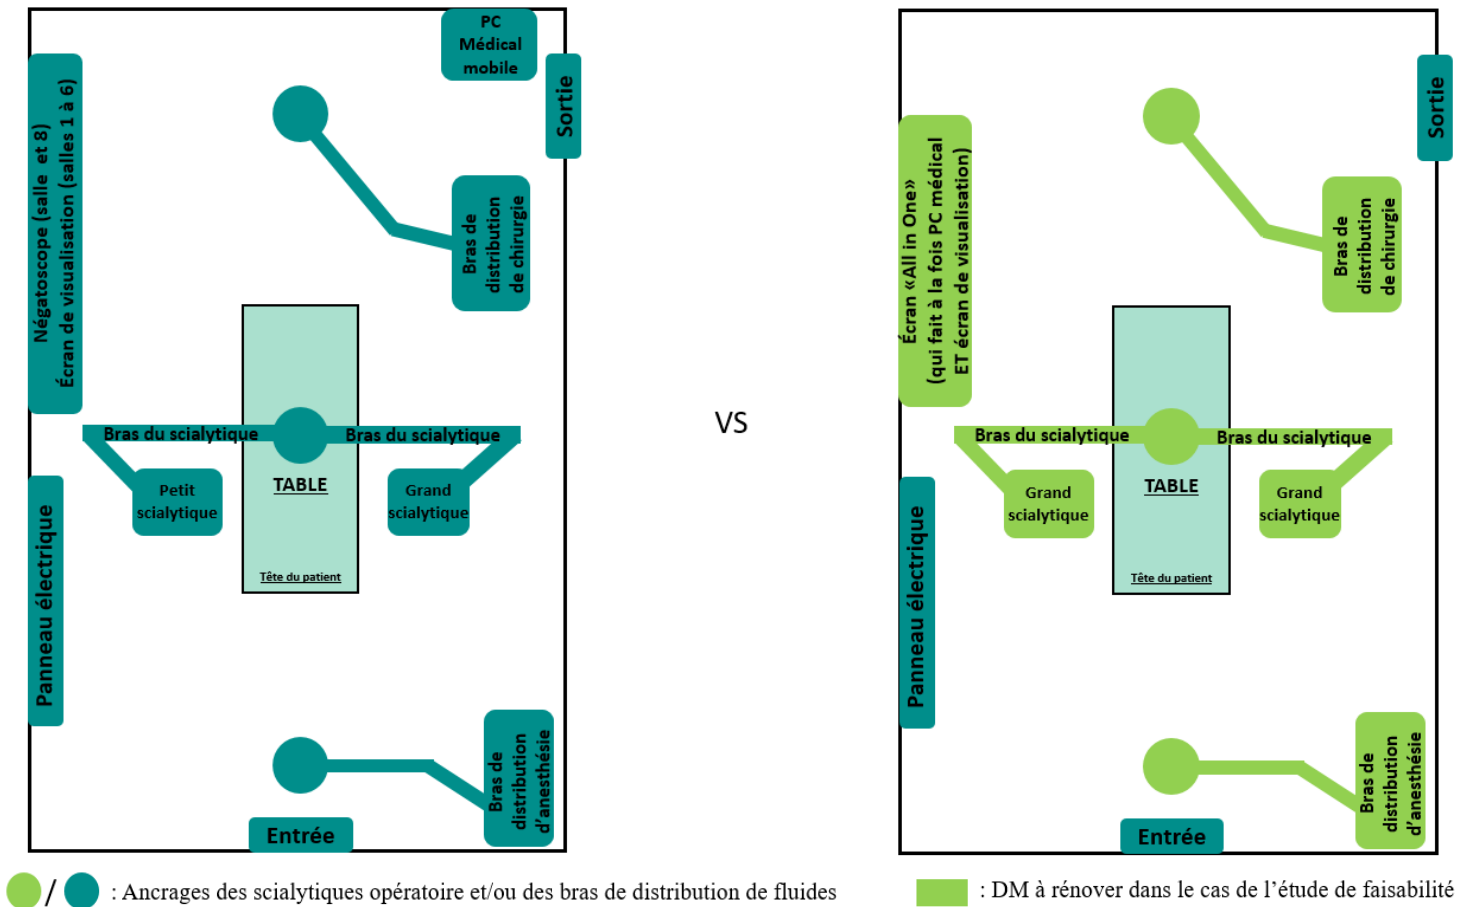 PC
Médical
mobile
Sortie
Négatoscope (salle  et 8)
Écran de visualisation (salles 1 à 6)
Bras de
distribution
de chirurgie
Bras du scialytique
Bras du scialytique
Petit
scialytique
TABLE
Grand
scialytique
Tête du patient
Panneau électrique
Bras de
distribution
d’anesthésie
Entrée
VS
Sortie
Écran «All in One»
(qui fait à la fois PC médical
ET écran de visualisation)
Bras de
distribution
de chirurgie
Bras du scialytique
Bras du scialytique
Grand
scialytique
TABLE
Grand
scialytique
Tête du patient
Panneau électrique
Bras de
distribution
d’anesthésie
Entrée
/ : Ancrages des scialytiques opératoire et/ou des bras de distribution de fluides
: DM à rénover dans le cas de l’étude de faisabilité